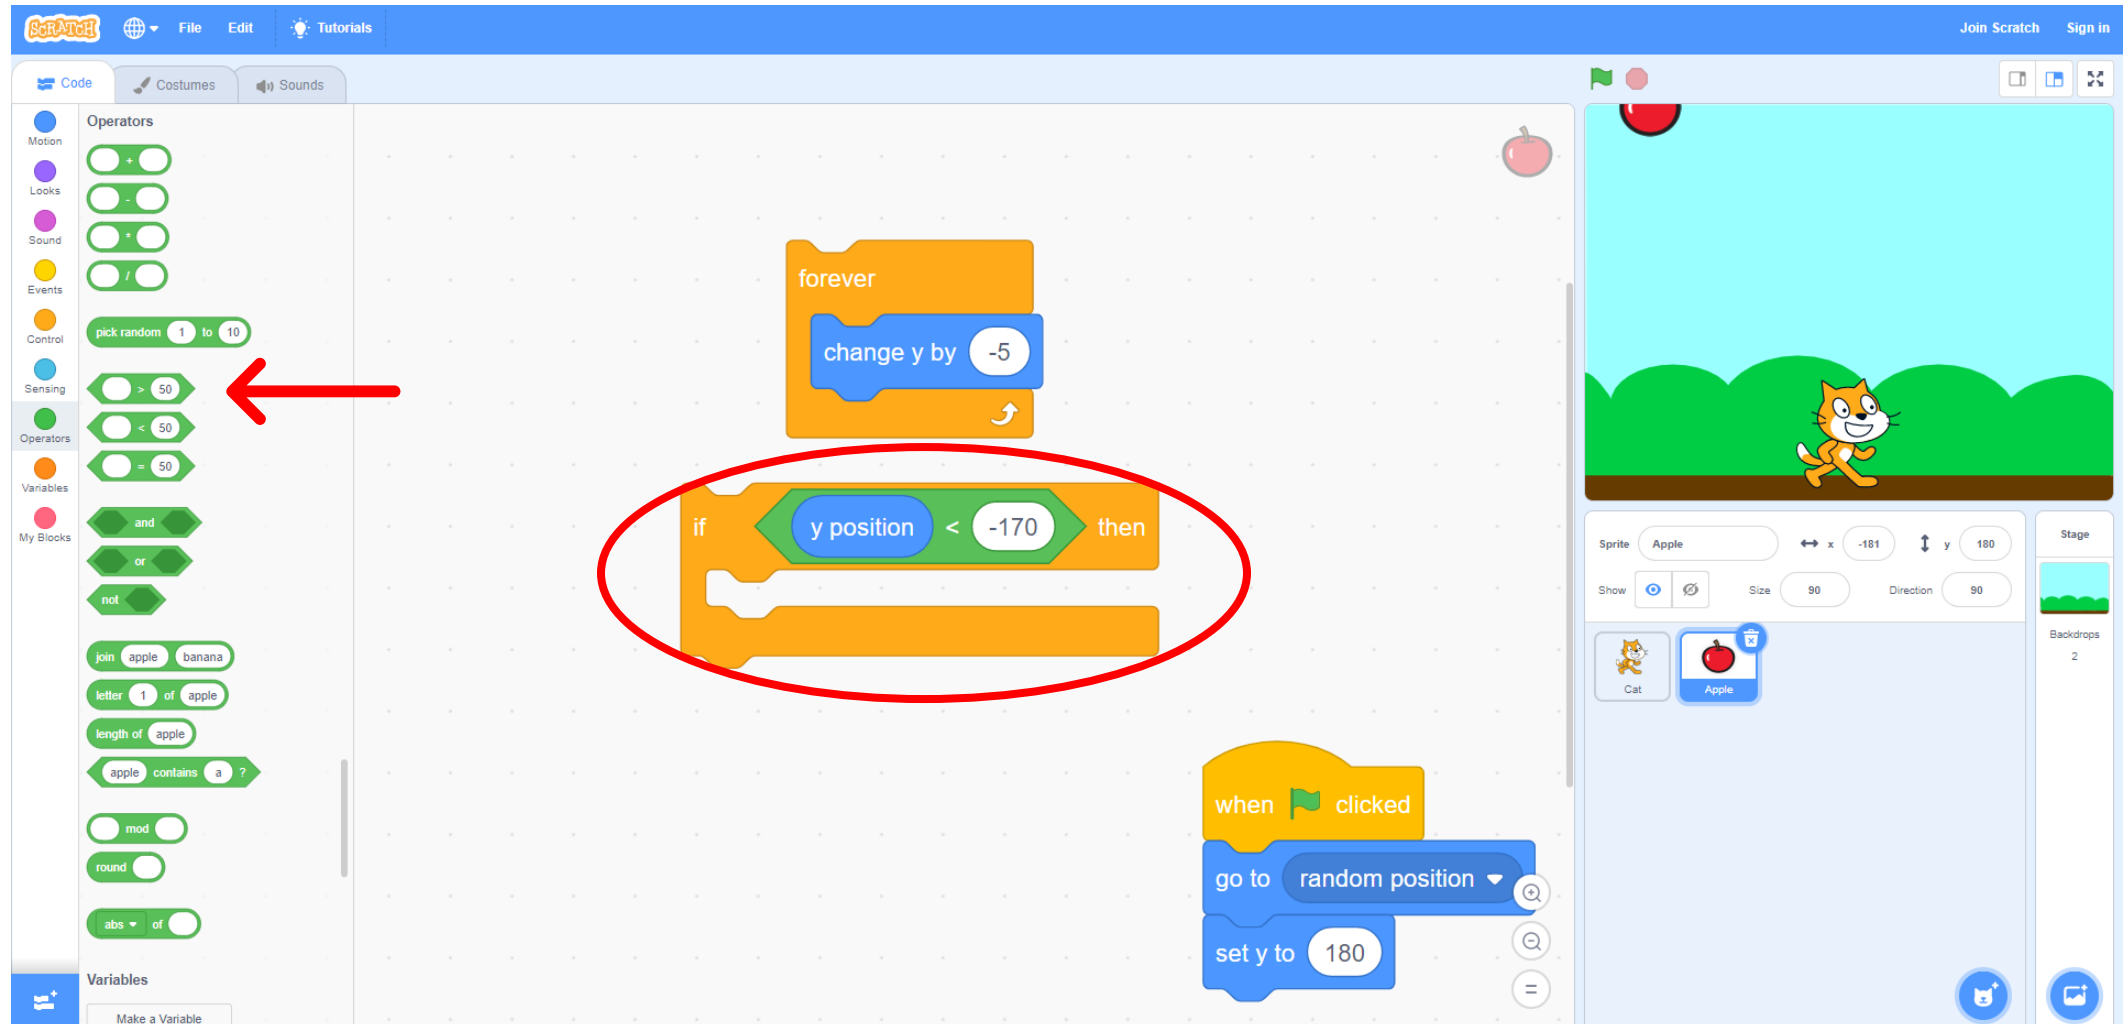 SCRATCH File Edit Tutorials Join Scratch Sign in
Code Costumes Sounds
Motion
Looks
Sound
Events
Control
Sensing
Operators
Variables
My Blocks
Operators
+
-
*
/
pick random 1 to 10
> 50
< 50
= 50
and
or
not
join apple banana
letter 1 of apple
length of apple
apple contains a ?
mod
round
abs of
Variables
Make a Variable
forever
change y by -5
if y position < -170 then
when clicked
go to random position
set y to 180
=
Sprite Apple x -181 y 180
Show Size 90 Direction 90
Cat
Apple
Stage
Backdrops
2